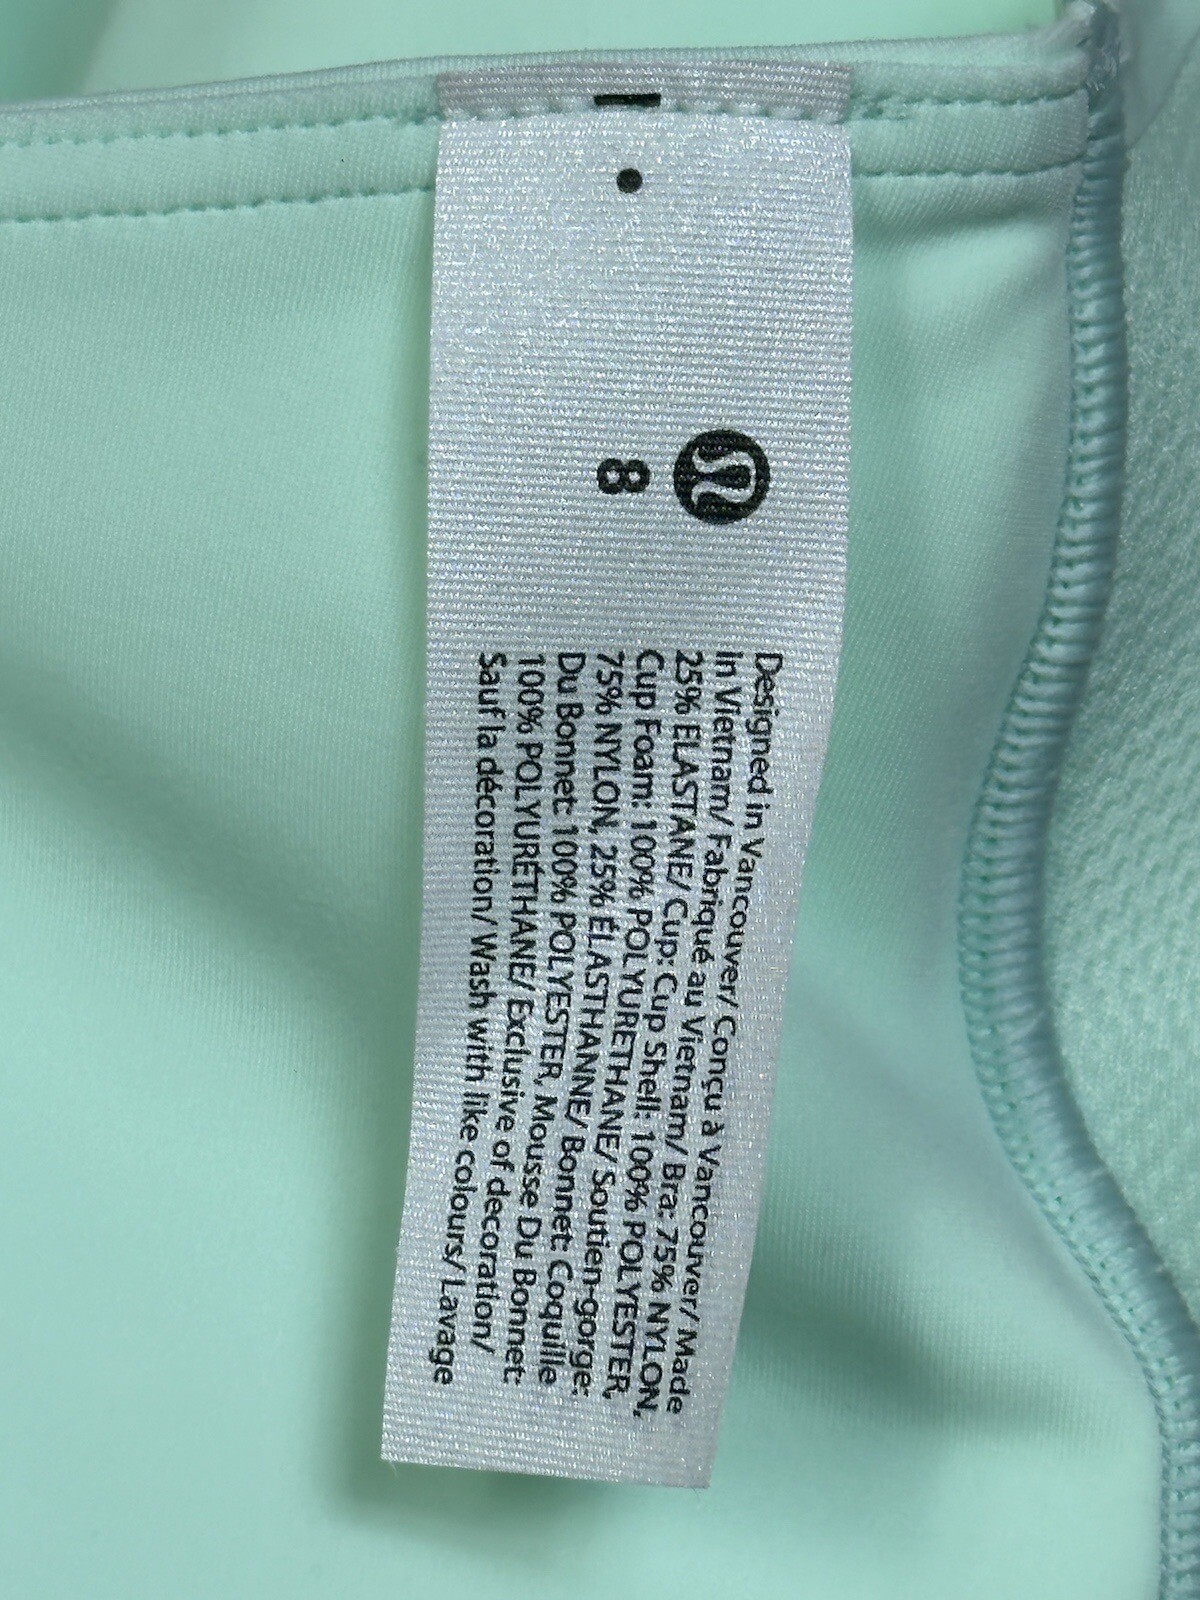 8
Designed in Vancouver/ Conçu à Vancouver/ Made
in Vietnam/ Fabriqué au Vietnam/ Bra: 75% NYLON,
25% ELASTANE/ Cup: Cup Shell: 100% POLYESTER,
Cup Foam: 100% POLYURETHANE/ Soutien-gorge:
75% NYLON, 25% ÉLASTHANNE/ Bonnet: Coquille
Du Bonnet: 100% POLYESTER, Mousse Du Bonnet:
100% POLYURÉTHANE/ Exclusive of decoration/
Sauf la décoration/ Wash with like colours/ Lavage